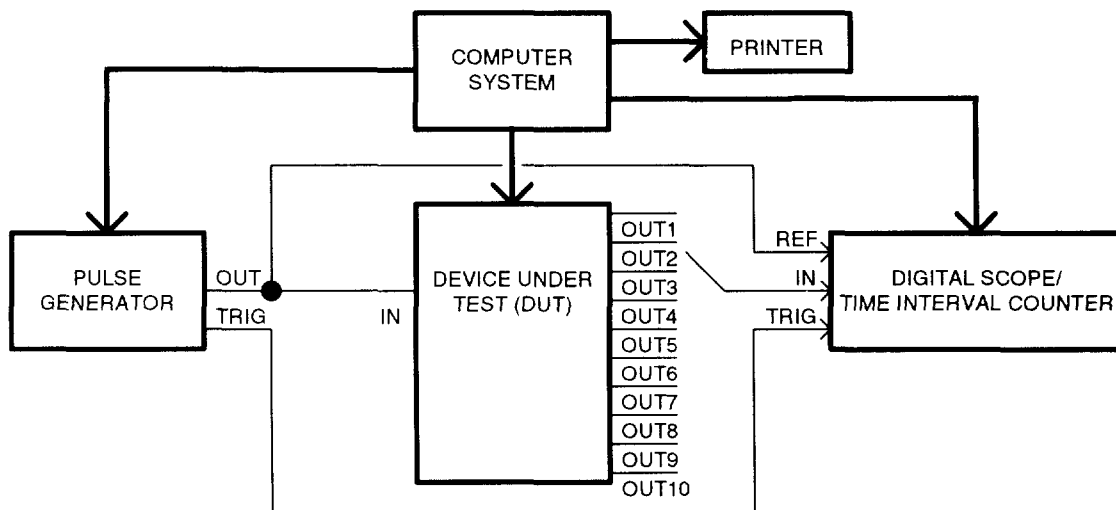 COMPUTER
SYSTEM
PRINTER
PULSE
GENERATOR
OUT
TRIG
IN
DEVICE UNDER
TEST (DUT)
OUT1
OUT2
OUT3
OUT4
OUT5
OUT6
OUT7
OUT8
OUT9
OUT10
REF
IN
TRIG
DIGITAL SCOPE/
TIME INTERVAL COUNTER